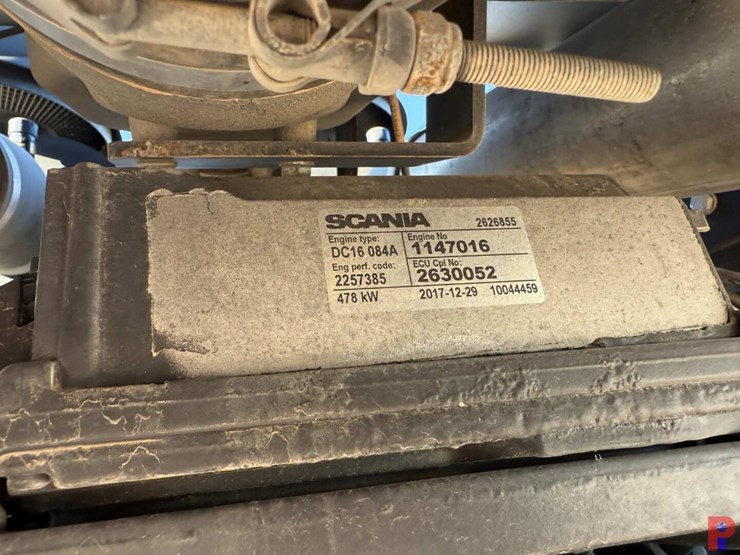 SCANIA 2626855
Engine type: Engine No
DC16 084A 1147016
Eng perf. code: ECU Cpl No:
2257385 2630052
478 kW 2017-12-29 10044459